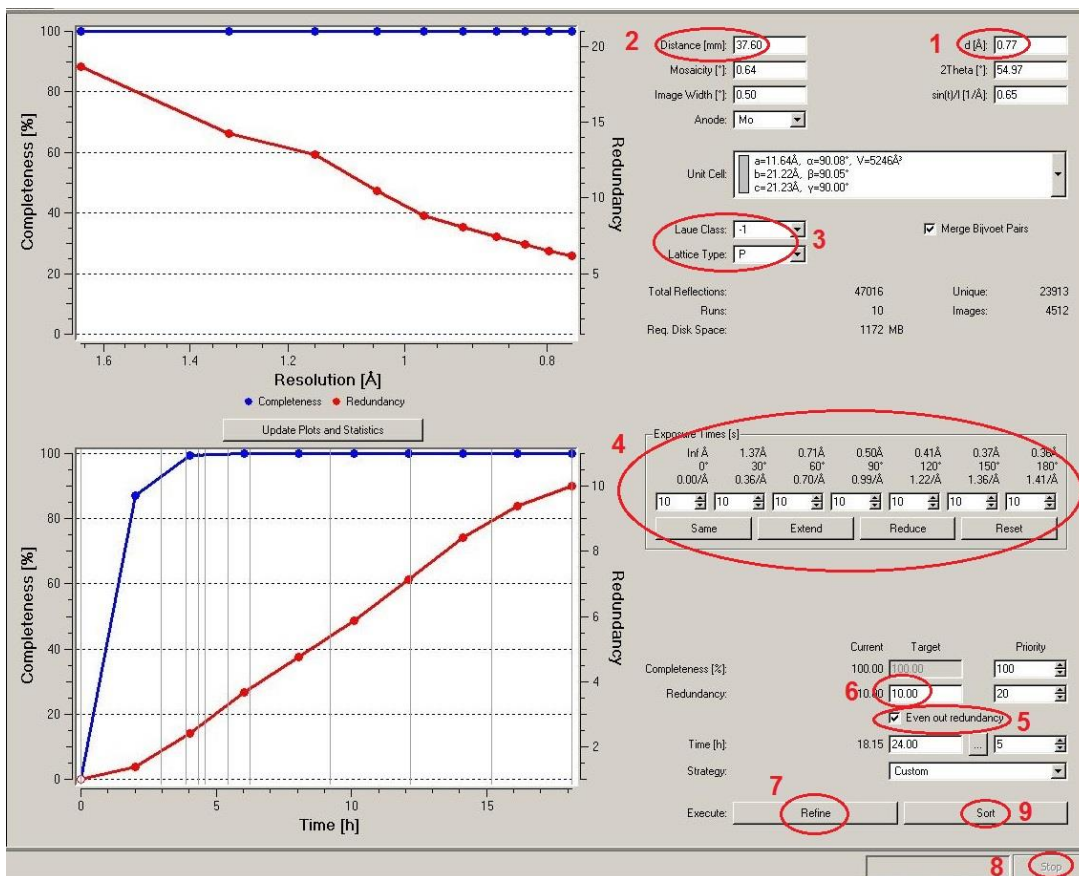 100
80
60
40
20
0
Completeness [%]
20
15
10
5
Redundancy
1.6
1.4
1.2
1
0.8
Resolution [Å]
Completeness
Redundancy
Update Plots and Statistics
100
80
60
40
20
0
Completeness [%]
10
8
6
4
2
Redundancy
0
5
10
15
Time [h]
2
Distance [mm]: 37.60
1
d [Å]: 0.77
Mosaicity [°]: 0.64
2Theta [°]: 54.97
Image Width [°]: 0.50
sin(t)/l [1/Å]: 0.65
Anode: Mo
Unit Cell:
a=11.64Å, α=90.08°, V=5246Å³
b=21.22Å, β=90.05°
c=21.23Å, γ=90.00°
Laue Class: -1
Merge Bijvoet Pairs
3
Lattice Type: P
Total Reflections: 47016 Unique: 23913
Runs: 10 Images: 4512
Req. Disk Space: 1172 MB
4
Exposure Times [s]
Inf Å 1.37Å 0.71Å 0.50Å 0.41Å 0.37Å 0.36Å
0° 30° 60° 90° 120° 150° 180°
0.00/Å 0.36/Å 0.70/Å 0.99/Å 1.22/Å 1.36/Å 1.41/Å
10 10 10 10 10 10 10
Same Extend Reduce Reset
Current Target Priority
Completeness [%]: 100.00 100.00 100
Redundancy: 6 10.00 10.00 20
Even out redundancy 5
Time [h]: 18.15 24.00 ... 5
Strategy: Custom
7
Execute: Refine Sort 9
8 Stop